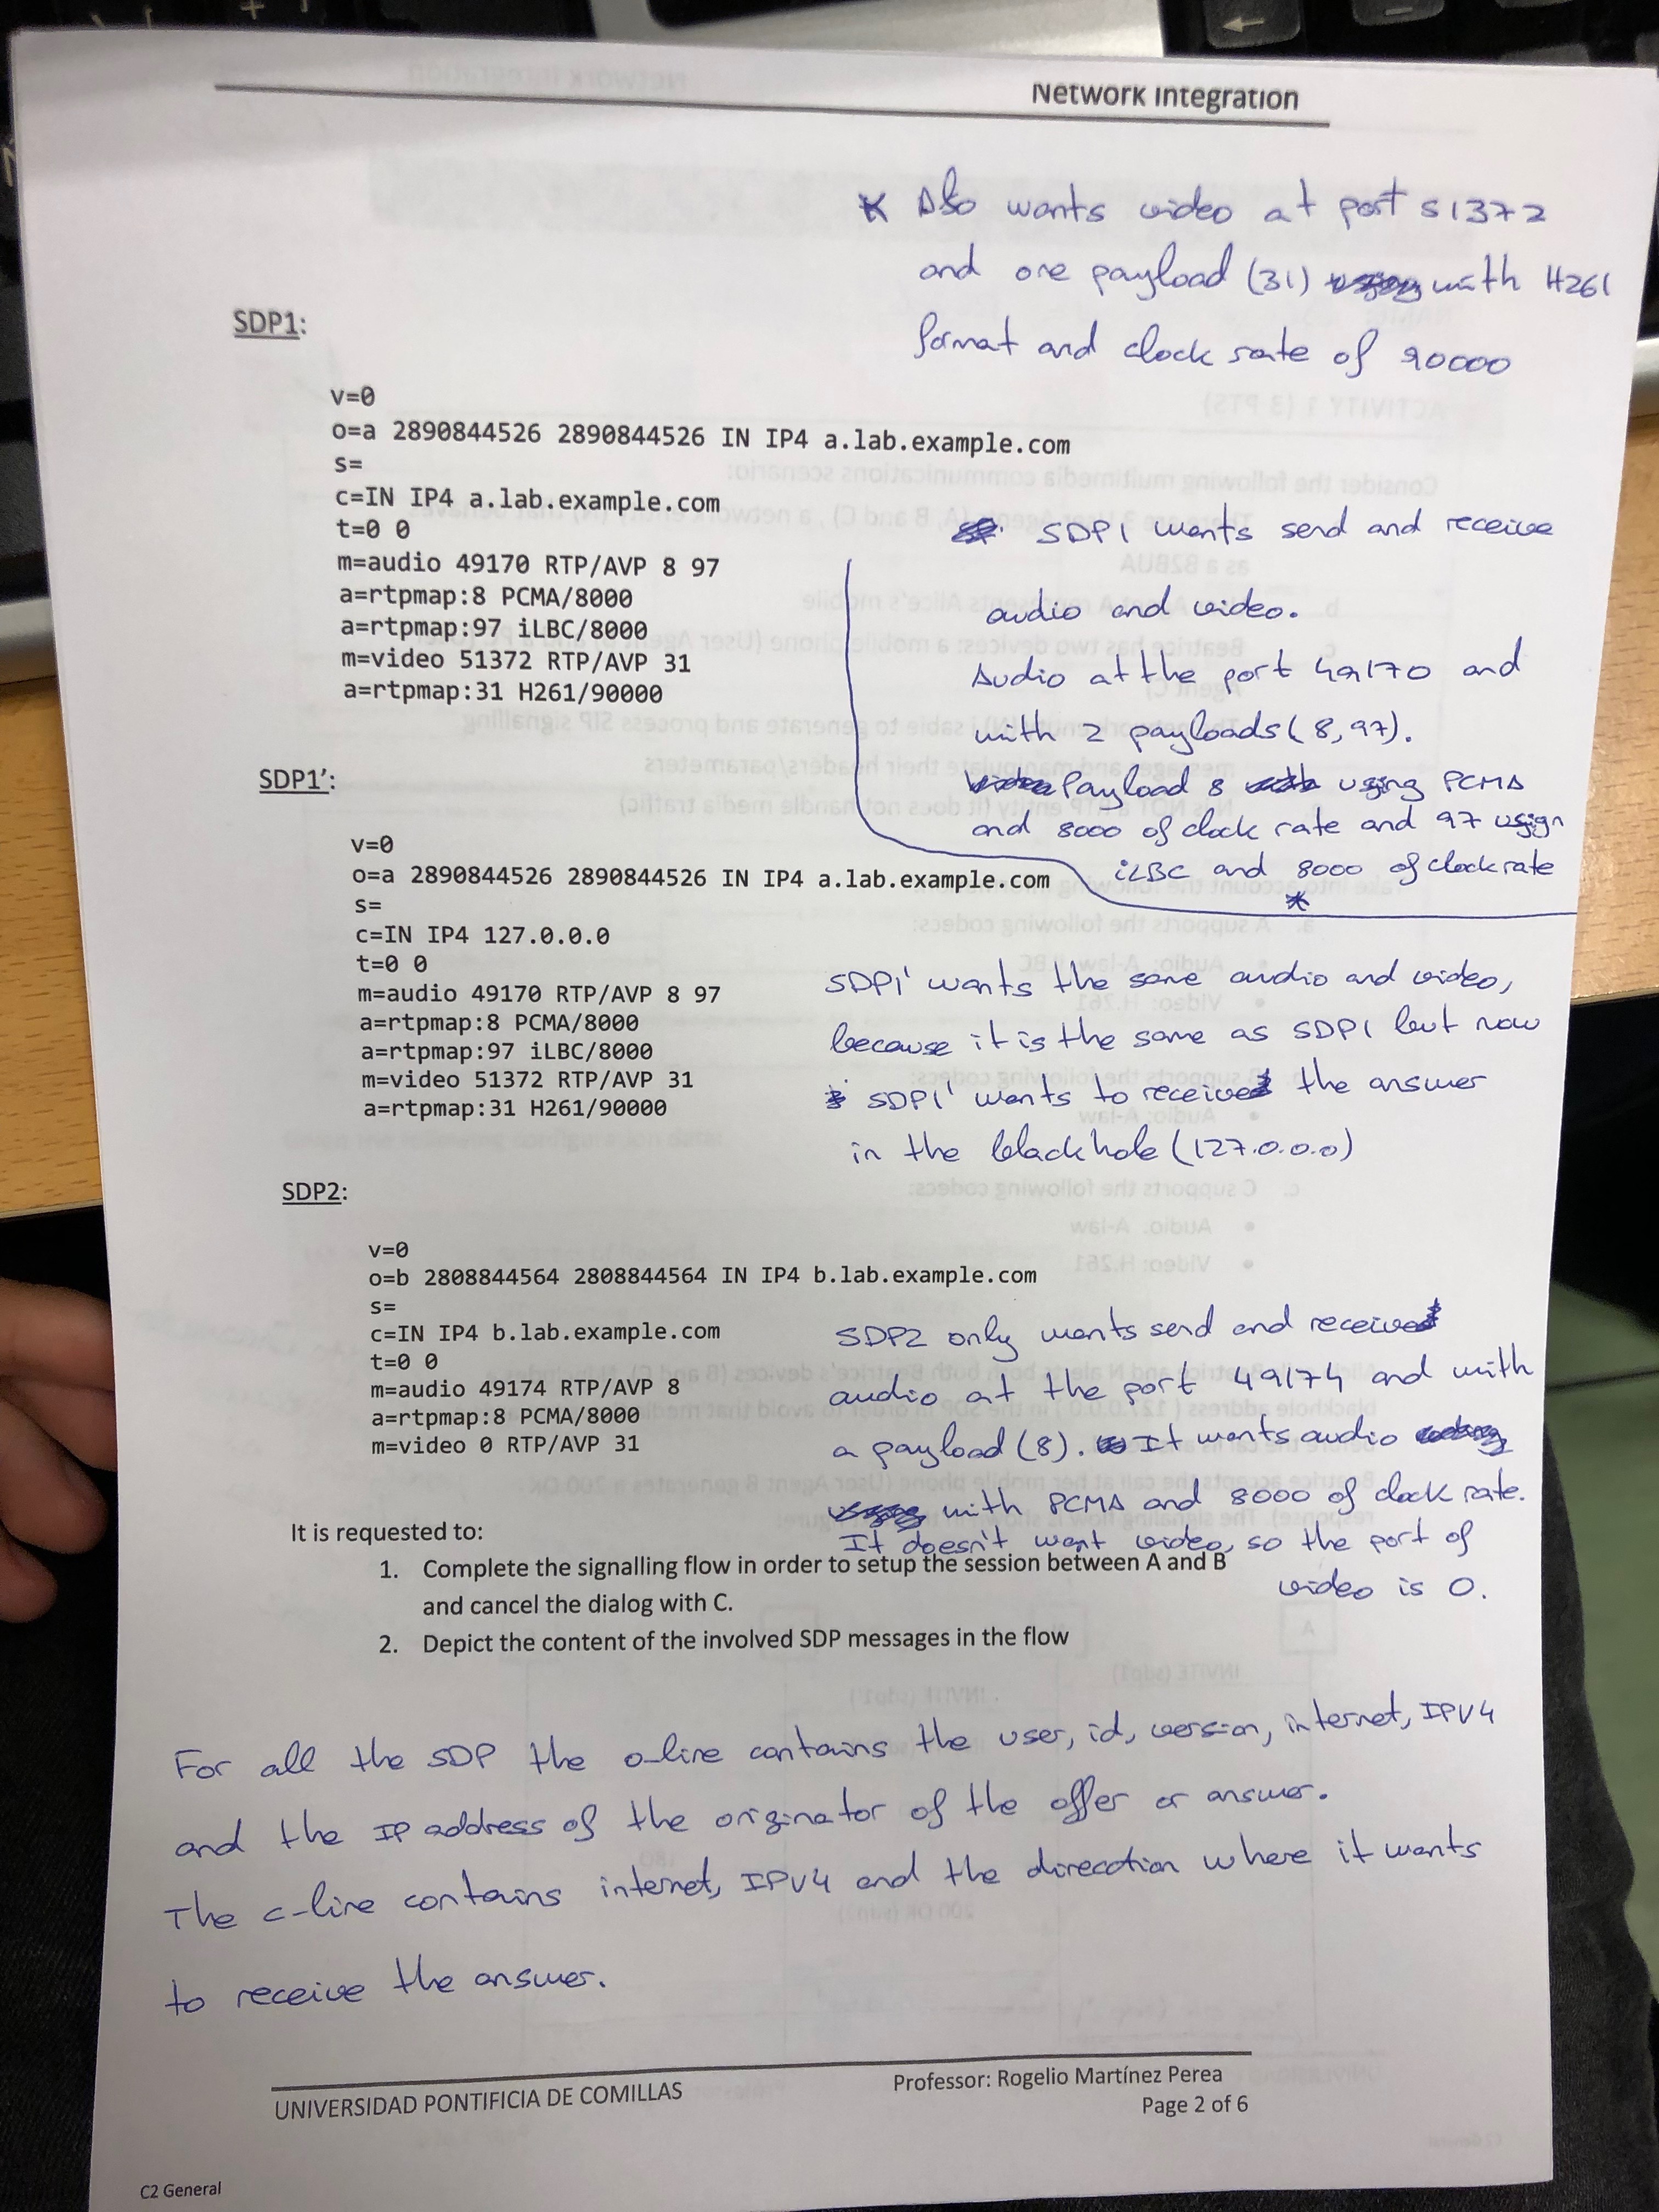 Network Integration
* Also wants video at port 51372
and one payload (31) with H261
format and clock rate of 90000
SDP1:
v=0
o=a 2890844526 2890844526 IN IP4 a.lab.example.com
s=
c=IN IP4 a.lab.example.com
t=0 0
m=audio 49170 RTP/AVP 8 97
a=rtpmap:8 PCMA/8000
a=rtpmap:97 iLBC/8000
m=video 51372 RTP/AVP 31
a=rtpmap:31 H261/90000
SDP1 wants send and receive
audio and video.
Audio at the port 49170 and
with 2 payloads (8,97).
Payload 8 using PCMA
and 8000 of clock rate and 97 usign
iLBC and 8000 of clock rate
*
SDP1':
v=0
o=a 2890844526 2890844526 IN IP4 a.lab.example.com
s=
c=IN IP4 127.0.0.0
t=0 0
m=audio 49170 RTP/AVP 8 97
a=rtpmap:8 PCMA/8000
a=rtpmap:97 iLBC/8000
m=video 51372 RTP/AVP 31
a=rtpmap:31 H261/90000
SDP1' wants the same audio and video,
because it is the same as SDP1 but now
SDP1' wants to receive the answer
in the blackhole (127.0.0.0)
SDP2:
v=0
o=b 2808844564 2808844564 IN IP4 b.lab.example.com
s=
c=IN IP4 b.lab.example.com
t=0 0
m=audio 49174 RTP/AVP 8
a=rtpmap:8 PCMA/8000
m=video 0 RTP/AVP 31
SDP2 only wants send and receive
audio at the port 49174 and with
a payload (8). It wants audio
with PCMA and 8000 of clock rate.
It doesn't want video, so the port of
video is 0.
It is requested to:
1. Complete the signalling flow in order to setup the session between A and B
and cancel the dialog with C.
2. Depict the content of the involved SDP messages in the flow
For all the SDP the o-line contains the user, id, version, internet, IPV4
and the IP address of the originator of the offer or answer.
The c-line contains internet, IPV4 and the direcction where it wants
to receive the answer.
UNIVERSIDAD PONTIFICIA DE COMILLAS
Professor: Rogelio Martínez Perea
Page 2 of 6
C2 General